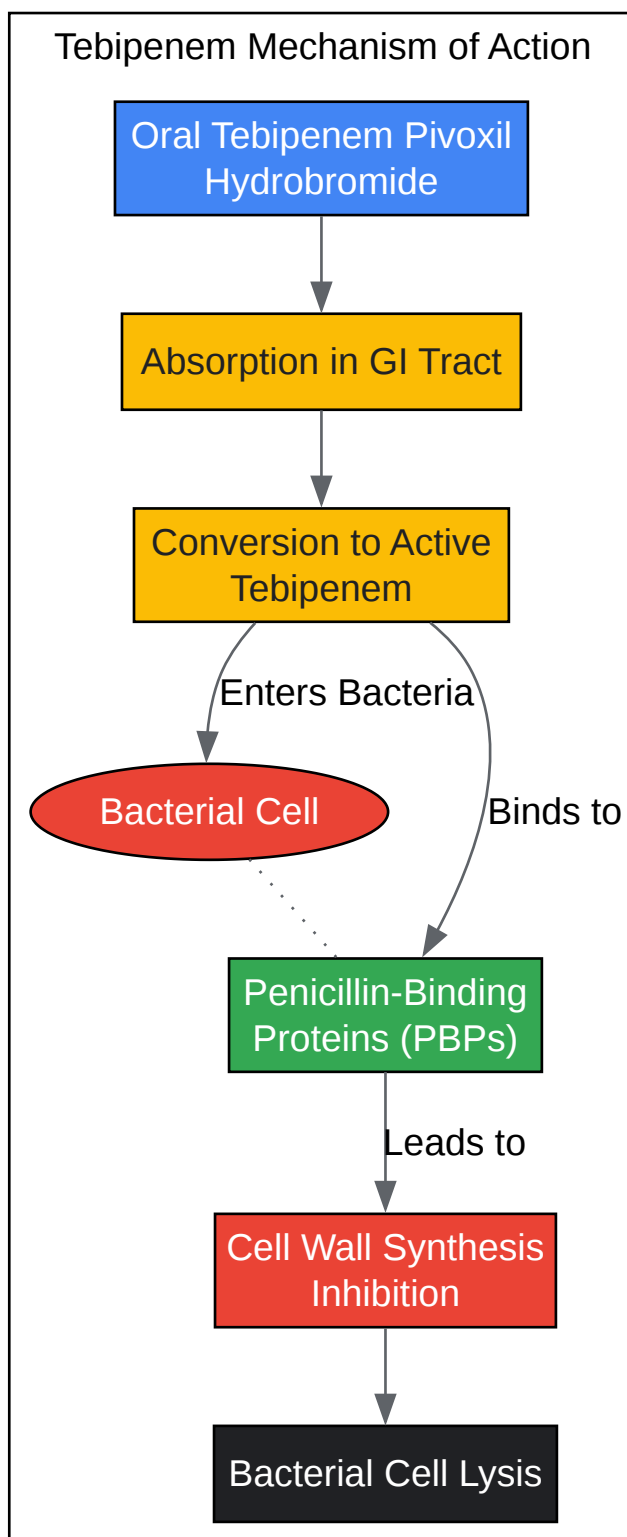 Tebipenem Mechanism of Action
Oral Tebipenem Pivoxil
Hydrobromide
Absorption in GI Tract
Conversion to Active
Tebipenem
Enters Bacteria
Bacterial Cell
Binds to
Penicillin-Binding
Proteins (PBPs)
Leads to
Cell Wall Synthesis
Inhibition
Bacterial Cell Lysis